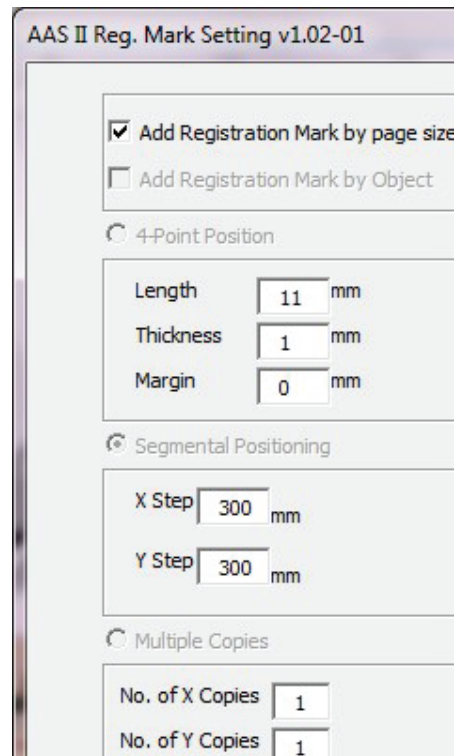 AAS II Reg. Mark Setting v1.02-01
Add Registration Mark by page size
Add Registration Mark by Object
4-Point Position
Length 11 mm
Thickness 1 mm
Margin 0 mm
Segmental Positioning
X Step 300 mm
Y Step 300 mm
Multiple Copies
No. of X Copies 1
No. of Y Copies 1